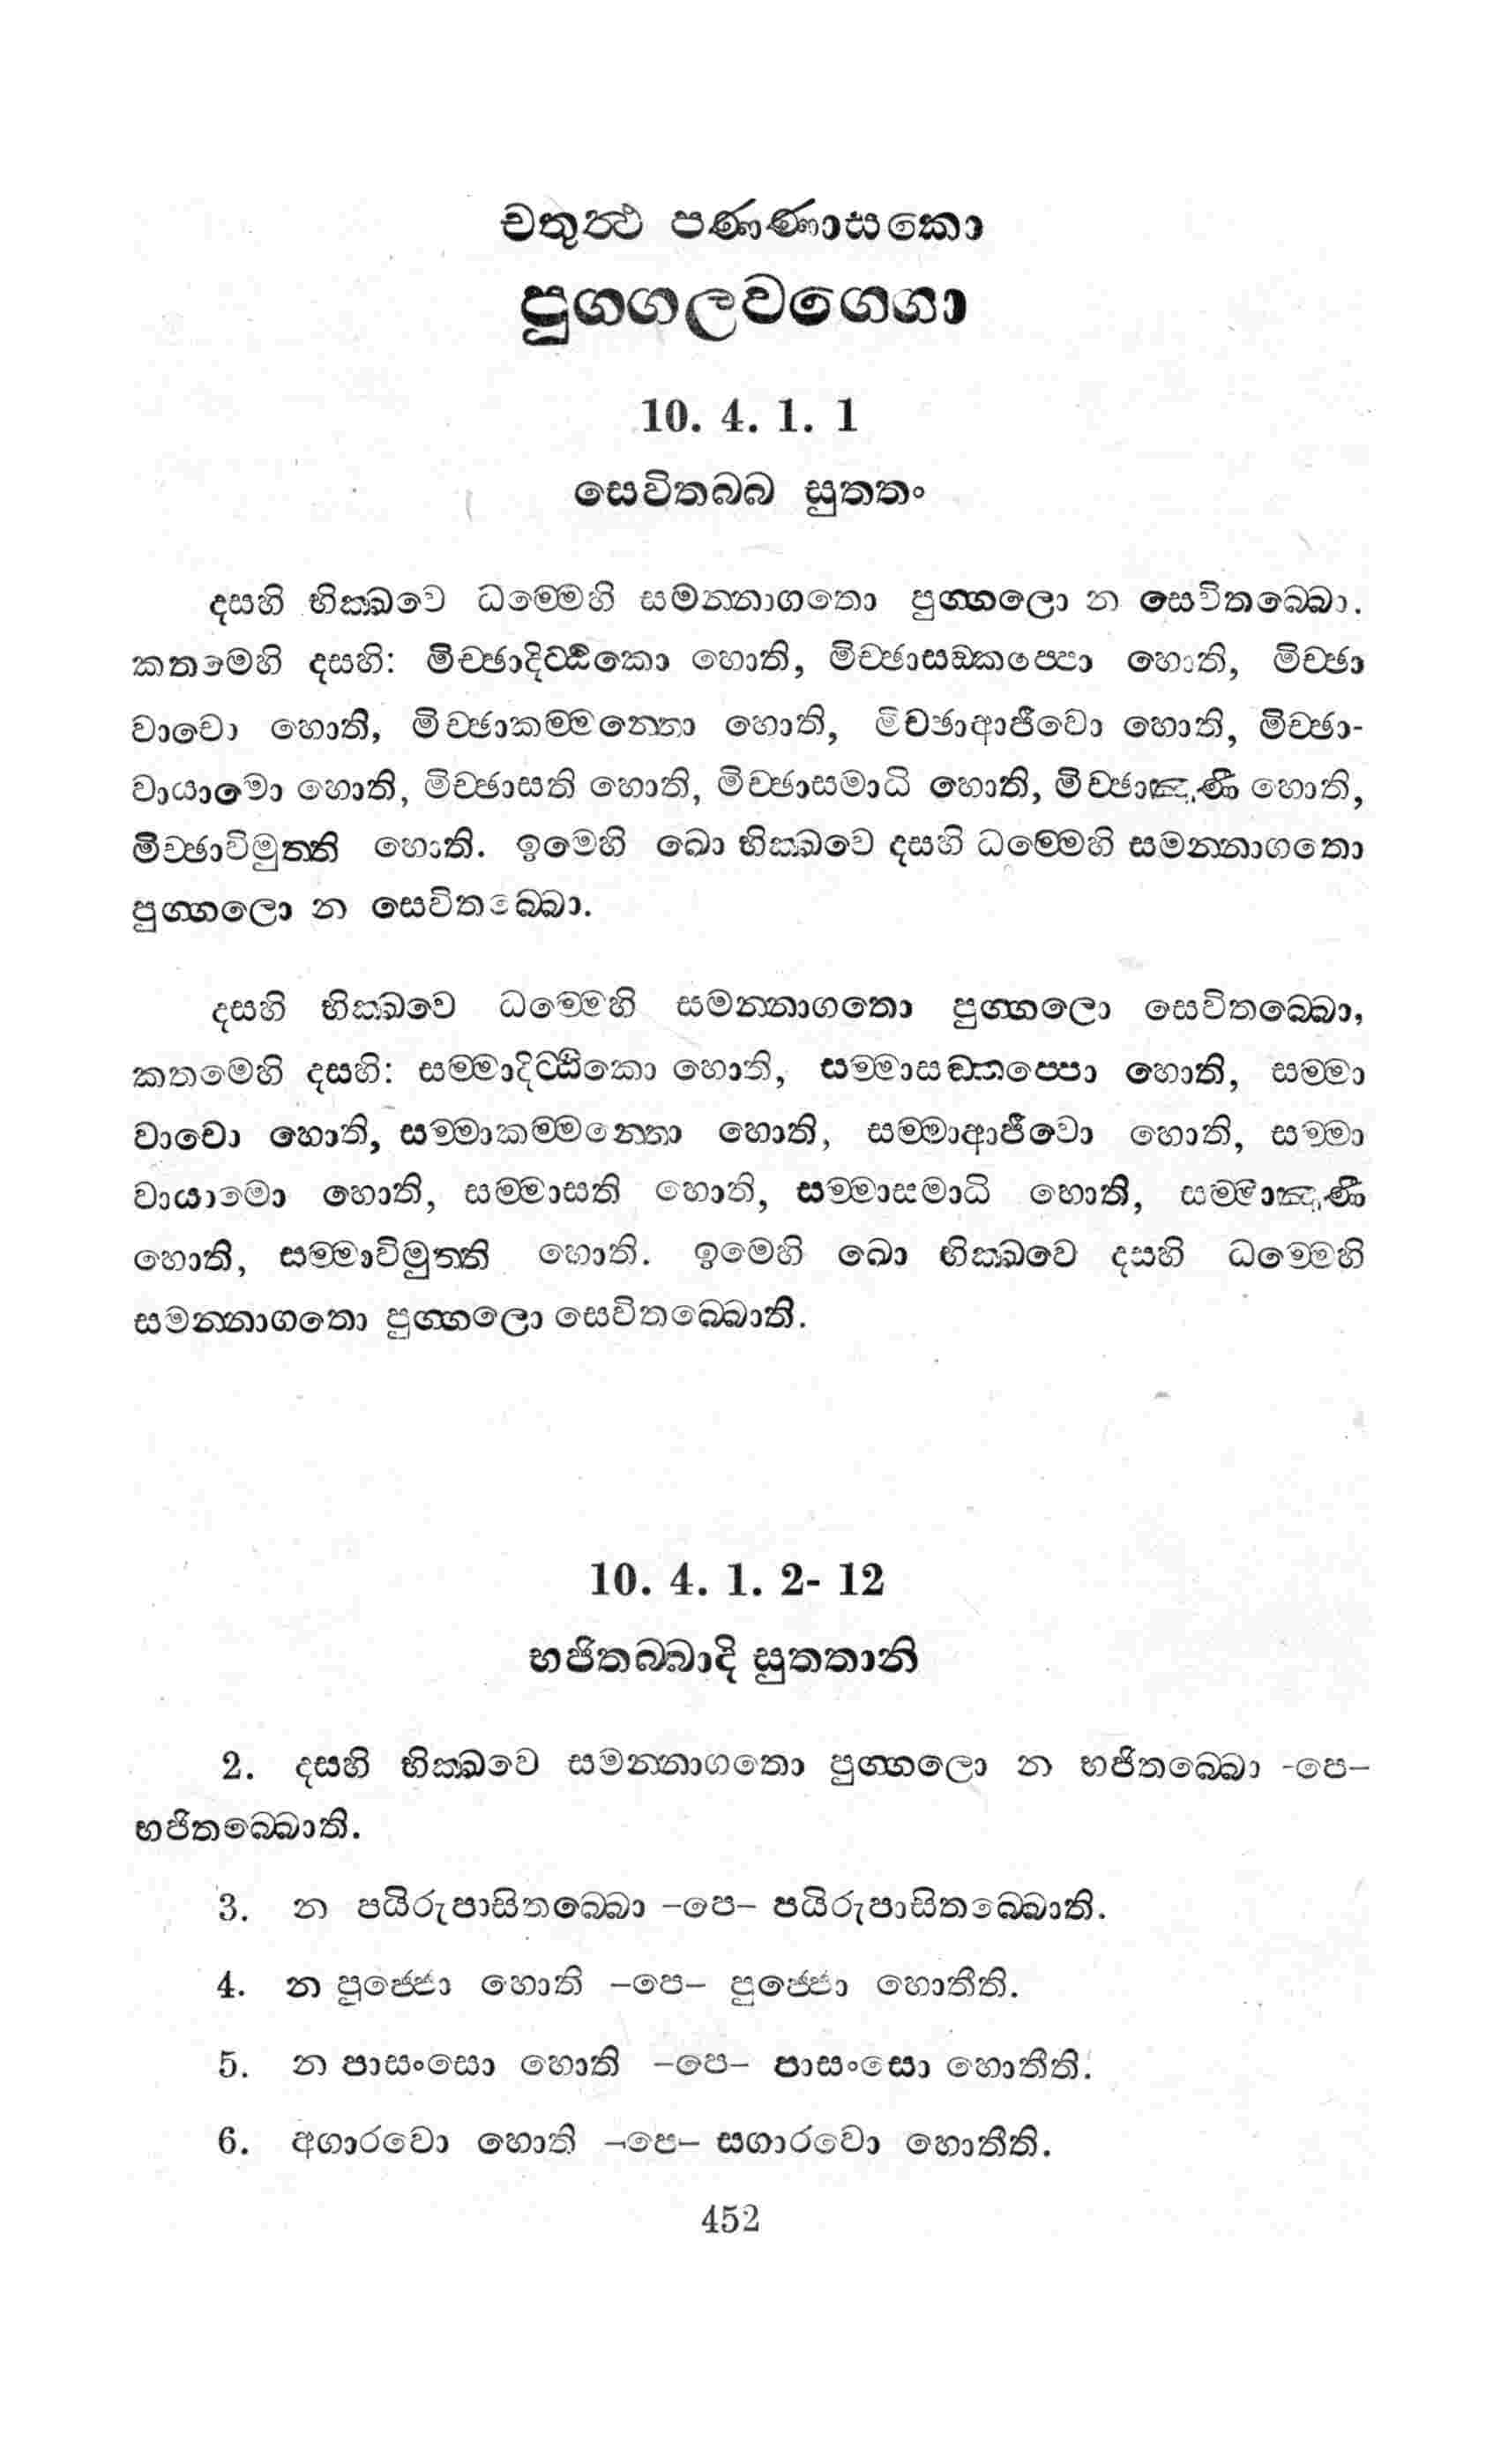 චතුත්‍ථ පණ්ණාසකො
පුග්ගලවග්ගො
10. 4. 1. 1
සෙවිතබ්බ සුත්තං
දසහි භික්ඛවෙ ධම්මෙහි සමන්නාගතො පුග්ගලො න සෙවිතබ්බො.
කතමෙහි දසහි: මිච්ඡාදිට්ඨිකො හොති, මිච්ඡාසඞ්කප්පො හොති, මිච්ඡා
වාචො හොති, මිච්ඡාකම්මන්තො හොති, මිච්ඡාආජීවො හොති, මිච්ඡා-
වායාමො හොති, මිච්ඡාසති හොති, මිච්ඡාසමාධි හොති, මිච්ඡාඤාණී හොති,
මිච්ඡාවිමුත්ති හොති. ඉමෙහි ඛො භික්ඛවෙ දසහි ධම්මෙහි සමන්නාගතො
පුග්ගලො න සෙවිතබ්බො.
දසහි භික්ඛවෙ ධම්මෙහි සමන්නාගතො පුග්ගලො සෙවිතබ්බො,
කතමෙහි දසහි: සම්මාදිට්ඨිකො හොති, සම්මාසඞ්කප්පො හොති, සම්මා
වාචො හොති, සම්මාකම්මන්තො හොති, සම්මාආජීවො හොති, සම්මා
වායාමො හොති, සම්මාසති හොති, සම්මාසමාධි හොති, සම්මාඤාණී
හොති, සම්මාවිමුත්ති හොති. ඉමෙහි ඛො භික්ඛවෙ දසහි ධම්මෙහි
සමන්නාගතො පුග්ගලො සෙවිතබ්බොති.
10. 4. 1. 2- 12
භජිතබ්බාදි සුත්තානි
2. දසහි භික්ඛවෙ සමන්නාගතො පුග්ගලො න භජිතබ්බො -පෙ-
භජිතබ්බොති.
3. න පයිරුපාසිතබ්බො -පෙ- පයිරුපාසිතබ්බොති.
4. න පුජ්ජො හොති -පෙ- පුජ්ජො හොතීති.
5. න පාසංසො හොති -පෙ- පාසංසො හොතීති.
6. අගාරවො හොති -පෙ- සගාරවො හොතීති.
452